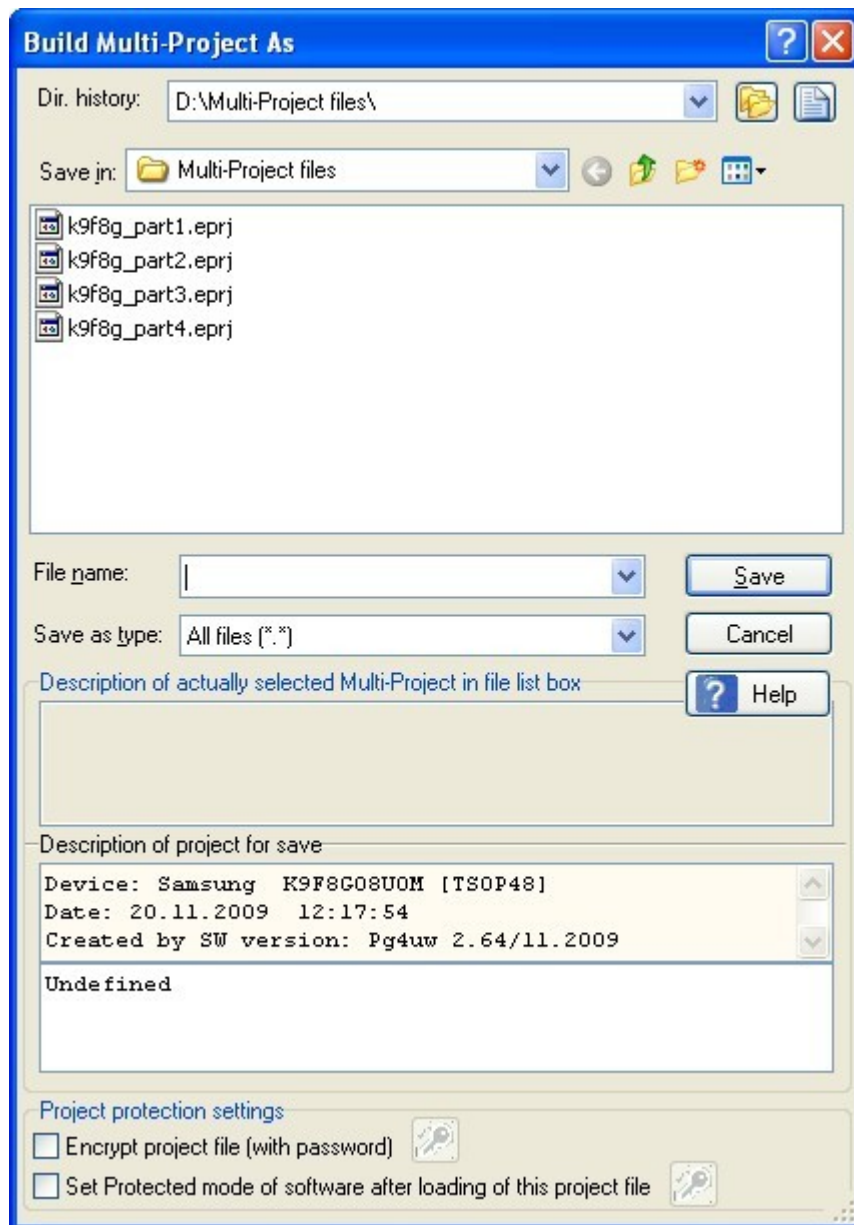 Build Multi-Project As
Dir. history: D:\Multi-Project files\
Save in: Multi-Project files
k9f8g_part1.eprj
k9f8g_part2.eprj
k9f8g_part3.eprj
k9f8g_part4.eprj
File name: Save
Save as type: All files (*.*) Cancel
Description of actually selected Multi-Project in file list box
? Help
Description of project for save
Device: Samsung K9F8G08U0M [TSOP48]
Date: 20.11.2009 12:17:54
Created by SW version: Pg4uw 2.64/11.2009
Undefined
Project protection settings
Encrypt project file (with password)
Set Protected mode of software after loading of this project file